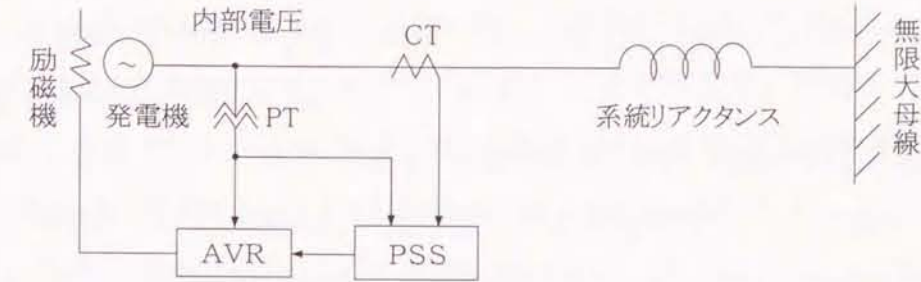 内部電圧
CT
励磁機
~
発電機
PT
系統リアクタンス
無限大母線
AVR
PSS